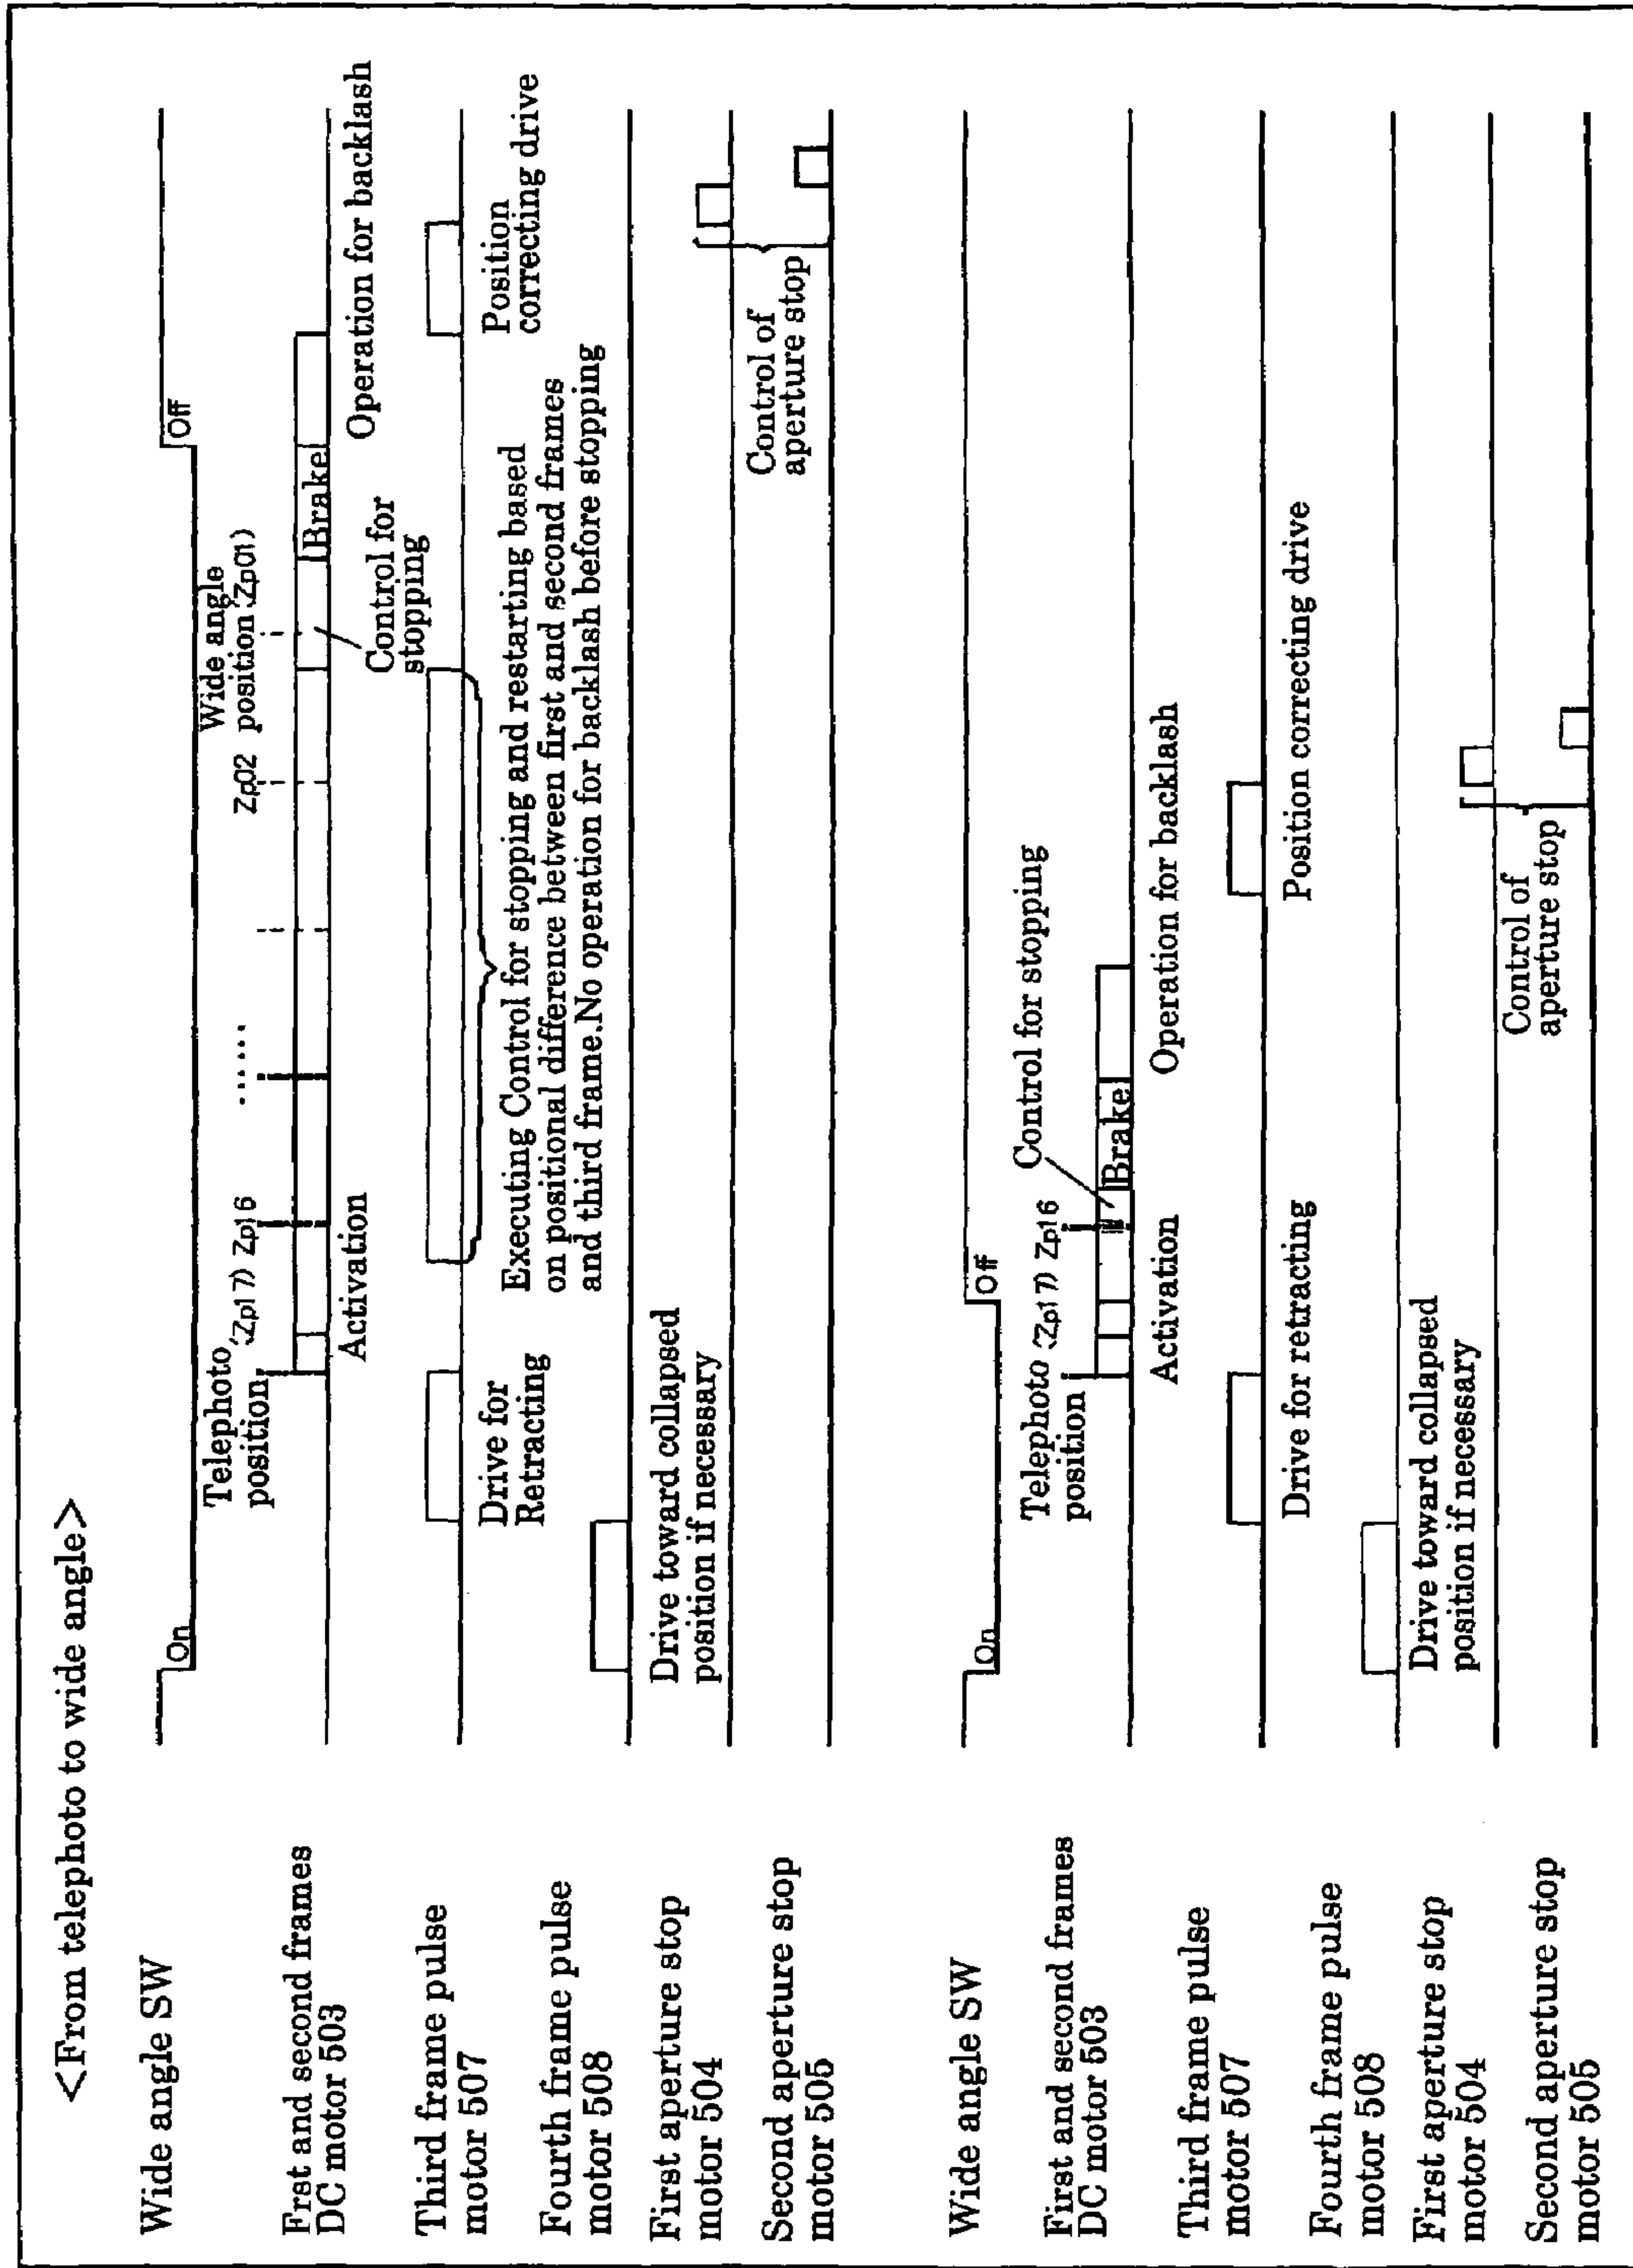 <From telephoto to wide angle>
Wide angle SW
On
Off
Frst and second frames
DC motor 503
Telephoto
position
(Zp17) Zp16
......
Zp02
Wide angle
position (Zp01)
Activation
Brake
Control for
stopping
Operation for backlash
Third frame pulse
motor 507
Drive for
Retracting
Executing Control for stopping and restarting based
on positional difference between first and second frames
and third frame.No operation for backlash before stopping
Position
correcting drive
Fourth frame pulse
motor 508
Drive toward collapsed
position if necessary
First aperture stop
motor 504
Second aperture stop
motor 505
Control of
aperture stop
Wide angle SW
On
Off
First and second frames
DC motor 503
Telephoto
position
(Zp17) Zp16
Control for stopping
Activation
Brake
Operation for backlash
Third frame pulse
motor 507
Drive for retracting
Position correcting drive
Fourth frame pulse
motor 508
Drive toward collapsed
position if necessary
First aperture stop
motor 504
Second aperture stop
motor 505
Control of
aperture stop